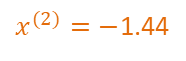 x⁽²⁾ = −1.44